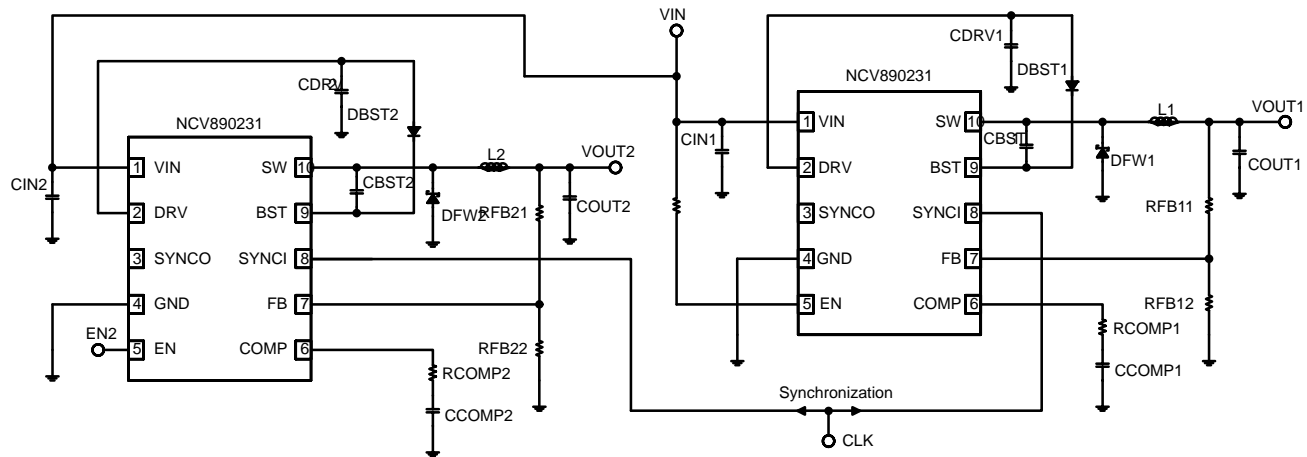 VIN
CDRV1
DBST1
NCV890231
1 VIN
SW 10
CBST1
L1
VOUT1
CIN1
DFW1
COUT1
2 DRV
BST 9
3 SYNCO
SYNCI 8
RFB11
4 GND
FB 7
5 EN
COMP 6
RFB12
RCOMP1
CCOMP1
CDRV2
DBST2
NCV890231
1 VIN
SW 10
L2
VOUT2
CIN2
CBST2
2 DRV
BST 9
DFW2
RFB21
COUT2
3 SYNCO
SYNCI 8
4 GND
FB 7
EN2
5 EN
COMP 6
RFB22
RCOMP2
CCOMP2
Synchronization
CLK